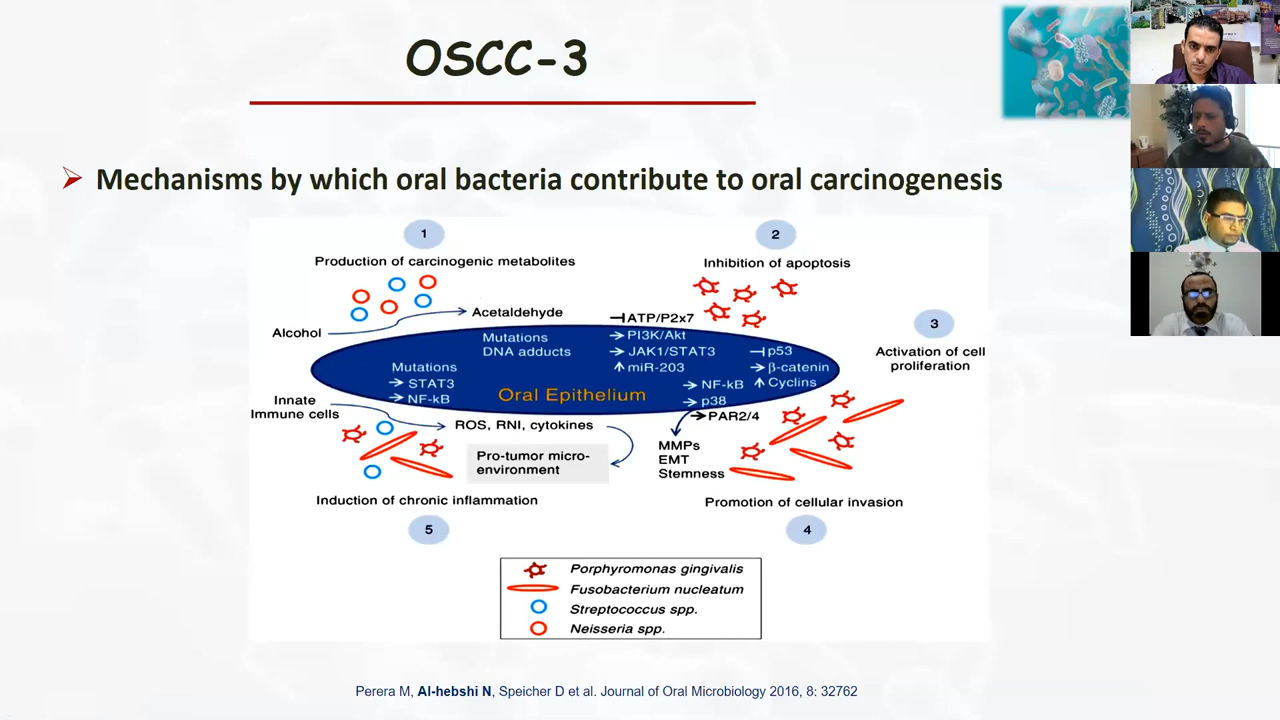 OSCC-3
Mechanisms by which oral bacteria contribute to oral carcinogenesis
1
Production of carcinogenic metabolites
2
Inhibition of apoptosis
3
Activation of cell
proliferation
Alcohol
Acetaldehyde
Mutations
DNA adducts
⊣ATP/P2x7
→PI3K/Akt
→JAK1/STAT3
↑miR-203
⊣p53
→β-catenin
↑Cyclins
Mutations
→STAT3
→NF-kB
Oral Epithelium
→NF-kB
→p38
→PAR2/4
Innate
Immune cells
ROS, RNI, cytokines
Pro-tumor micro-
environment
MMPs
EMT
Stemness
Induction of chronic inflammation
5
Promotion of cellular invasion
4
Porphyromonas gingivalis
Fusobacterium nucleatum
Streptococcus spp.
Neisseria spp.
Perera M, Al-hebshi N, Speicher D et al. Journal of Oral Microbiology 2016, 8: 32762